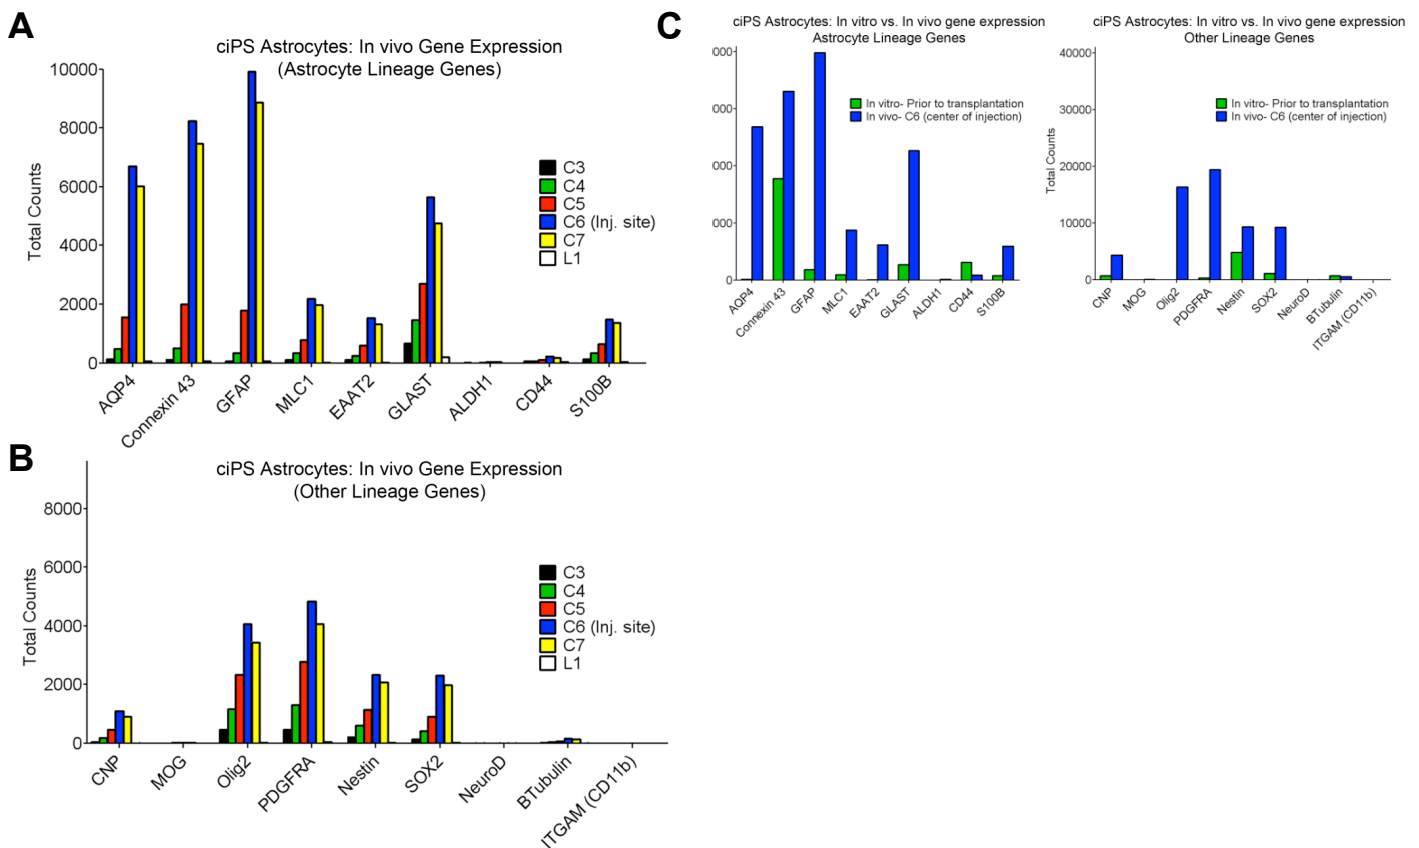 A
ciPS Astrocytes: In vivo Gene Expression
(Astrocyte Lineage Genes)
Total Counts
10000
8000
6000
4000
2000
0
C3
C4
C5
C6 (Inj. site)
C7
L1
AQP4
Connexin 43
GFAP
MLC1
EAAT2
GLAST
ALDH1
CD44
S100B
B
ciPS Astrocytes: In vivo Gene Expression
(Other Lineage Genes)
Total Counts
8000
6000
4000
2000
0
C3
C4
C5
C6 (Inj. site)
C7
L1
CNP
MOG
Olig2
PDGFRA
Nestin
SOX2
NeuroD
BTubulin
ITGAM (CD11b)
C
ciPS Astrocytes: In vitro vs. In vivo gene expression
Astrocyte Lineage Genes
In vitro- Prior to transplantation
In vivo- C6 (center of injection)
0
AQP4
Connexin 43
GFAP
MLC1
EAAT2
GLAST
ALDH1
CD44
S100B
ciPS Astrocytes: In vitro vs. In vivo gene expression
Other Lineage Genes
Total Counts
40000
30000
20000
10000
0
In vitro- Prior to transplantation
In vivo- C6 (center of injection)
CNP
MOG
Olig2
PDGFRA
Nestin
SOX2
NeuroD
BTubulin
ITGAM (CD11b)